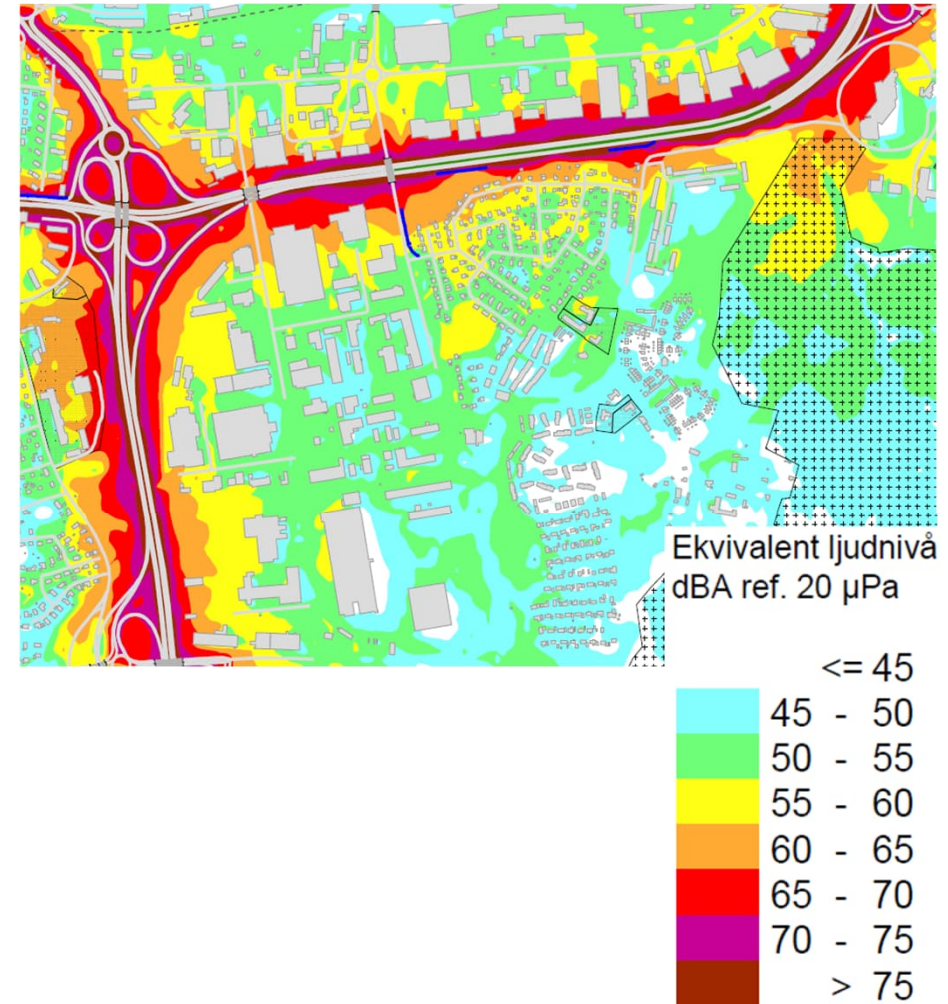 Ekvivalent ljudnivå
dBA ref. 20 µPa
<= 45
45 - 50
50 - 55
55 - 60
60 - 65
65 - 70
70 - 75
> 75